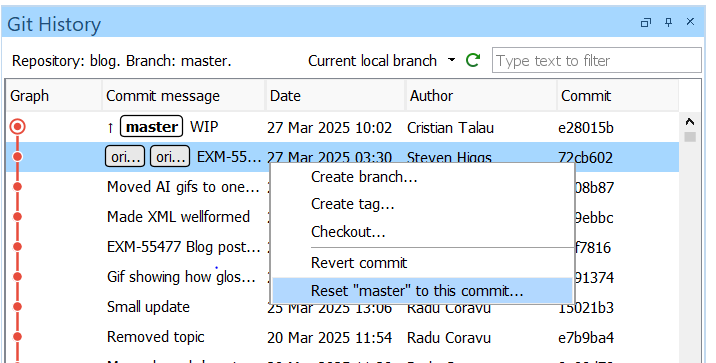 Git History
Repository: blog. Branch: master. Current local branch Type text to filter
Graph Commit message Date Author Commit
↑ master WIP 27 Mar 2025 10:02 Cristian Talau e28015b
ori... ori... EXM-55... 27 Mar 2025 03:30 Steven Higgs 72cb602
Create branch...
Moved AI gifs to one... 08b87
Create tag...
Made XML wellformed 9ebbc
Checkout...
EXM-55477 Blog post... f7816
Revert commit
Gif showing how glos... 91374
Reset "master" to this commit...
Small update 25 Mar 2025 13:06 Radu Coravu 15021b3
Removed topic 20 Mar 2025 11:54 Radu Coravu e7b9ba4